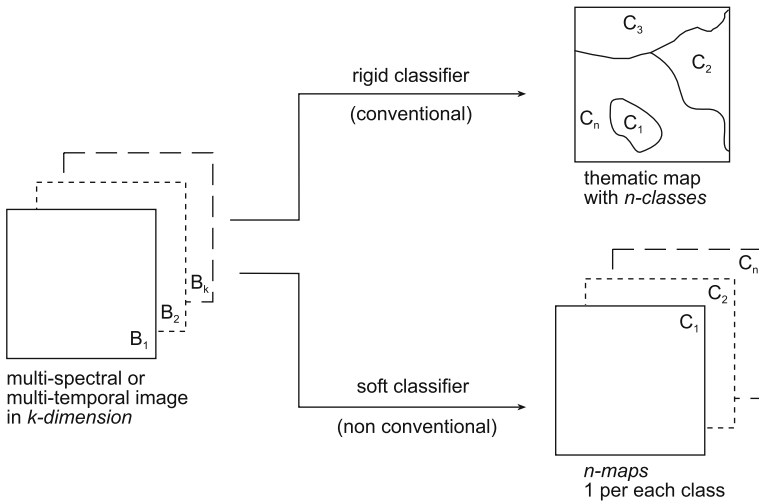 rigid classifier
(conventional)
C3
C2
Cn
C1
thematic map
with n-classes
Bk
B2
B1
multi-spectral or
multi-temporal image
in k-dimension
soft classifier
(non conventional)
Cn
C2
C1
n-maps
1 per each class